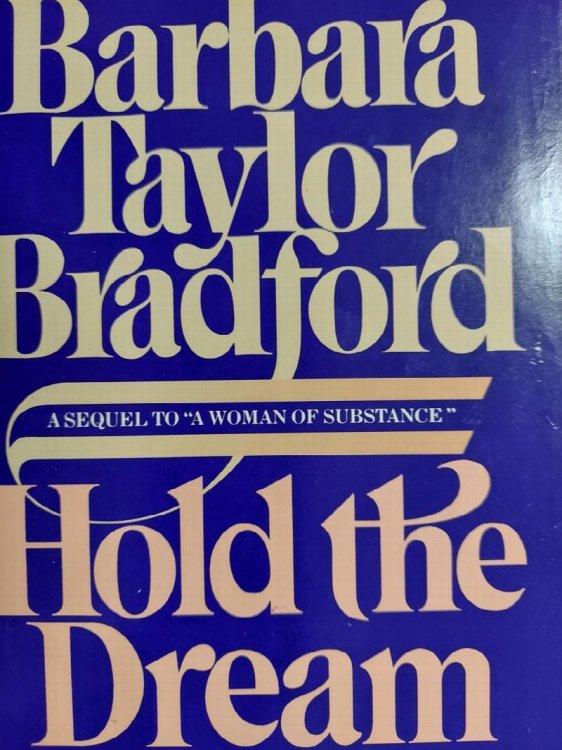 Barbara
Taylor
Bradford
A SEQUEL TO “A WOMAN OF SUBSTANCE”
Hold the
Dream